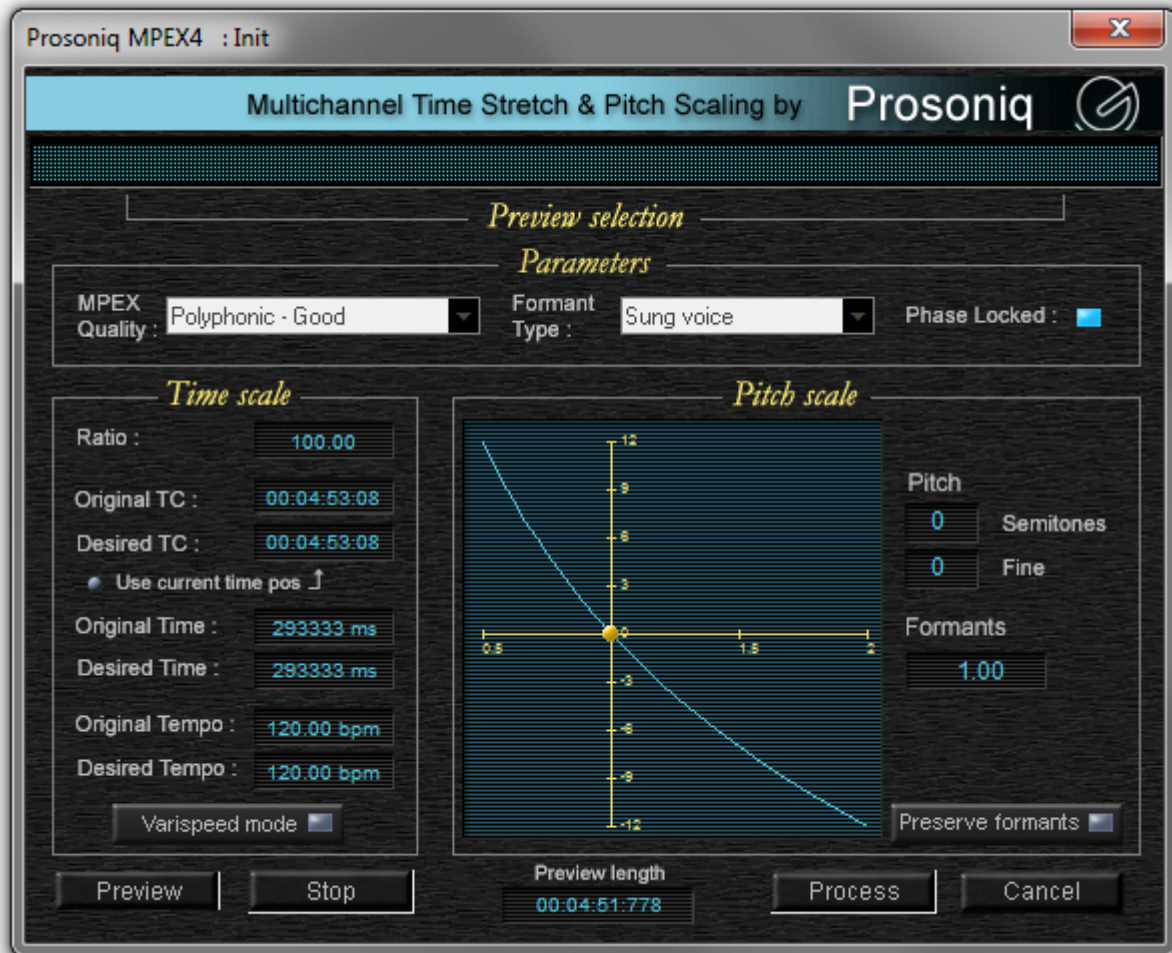 Prosoniq MPEX4 : Init
Multichannel Time Stretch & Pitch Scaling by Prosoniq
Preview selection
Parameters
MPEX Quality : Polyphonic - Good
Formant Type : Sung voice
Phase Locked :
Time scale
Ratio : 100.00
Original TC : 00:04:53:08
Desired TC : 00:04:53:08
Use current time pos
Original Time : 293333 ms
Desired Time : 293333 ms
Original Tempo : 120.00 bpm
Desired Tempo : 120.00 bpm
Varispeed mode
Pitch scale
12
9
6
3
0
0.5
1.5
2
-3
-6
-9
-12
Pitch
0 Semitones
0 Fine
Formants
1.00
Preserve formants
Preview
Stop
Preview length
00:04:51:778
Process
Cancel